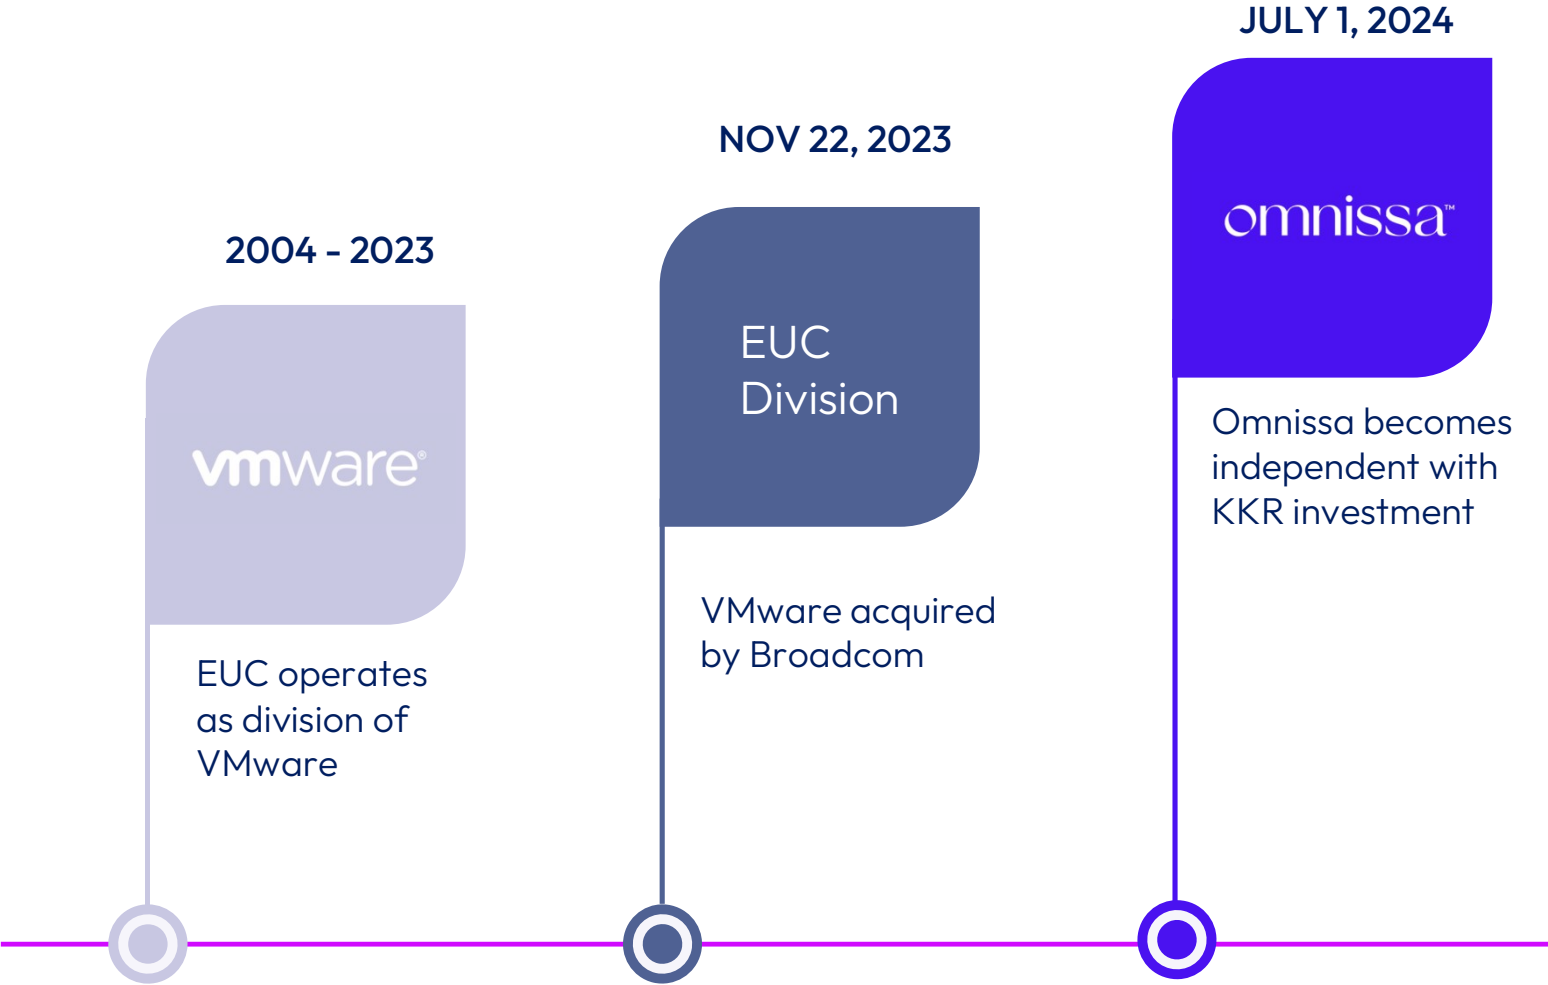 2004 - 2023
vmware®
EUC operates
as division of
VMware
NOV 22, 2023
EUC
Division
VMware acquired
by Broadcom
JULY 1, 2024
omnissa™
Omnissa becomes
independent with
KKR investment